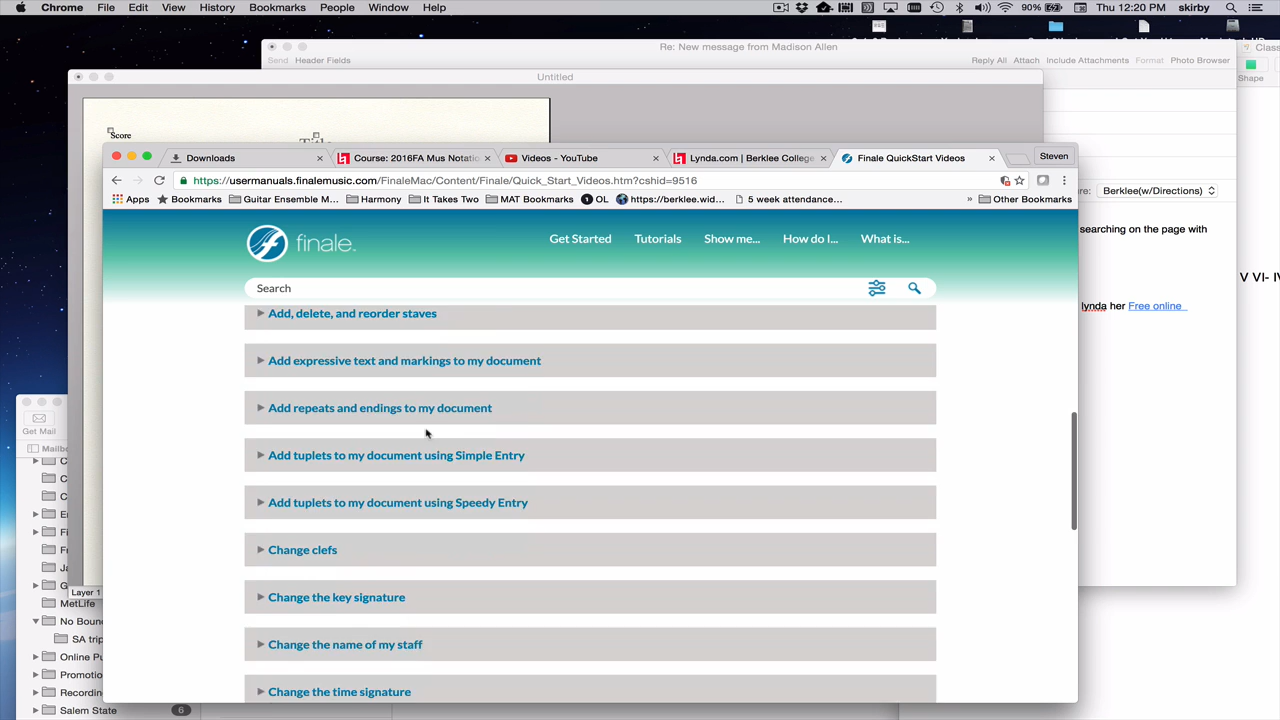 Chrome File Edit View History Bookmarks People Window Help 90% Thu 12:20 PM skirby
Re: New message from Madison Allen
Send Header Fields Reply All Attach Include Attachments Format Photo Browser
Untitled
Shape
Score
Downloads
Course: 2016FA Mus Notatio
Videos - YouTube
Lynda.com | Berklee College
Finale QuickStart Videos
Steven
https://usermanuals.finalemusic.com/FinaleMac/Content/Finale/Quick_Start_Videos.htm?cshid=9516
Berklee(w/Directions)
Apps Bookmarks Guitar Ensemble M... Harmony It Takes Two MAT Bookmarks OL https://berklee.wid... 5 week attendance... » Other Bookmarks
finale.
Get Started Tutorials Show me... How do I... What is...
searching on the page with
V VI- IV
lynda her Free online
Search
Add, delete, and reorder staves
Add expressive text and markings to my document
Add repeats and endings to my document
Add tuplets to my document using Simple Entry
Add tuplets to my document using Speedy Entry
Change clefs
Change the key signature
Change the name of my staff
Change the time signature
Get Mail
Layer 1
MetLife
No Boun
SA trip
Online Pu
Promotio
Recording
Salem State 6